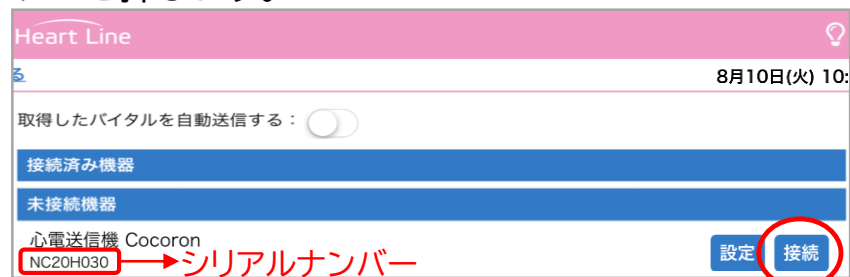 Heart Line
る
8月10日(火) 10:
取得したバイタルを自動送信する：
接続済み機器
未接続機器
心電送信機 Cocoron
設定 接続
NC20H030 シリアルナンバー